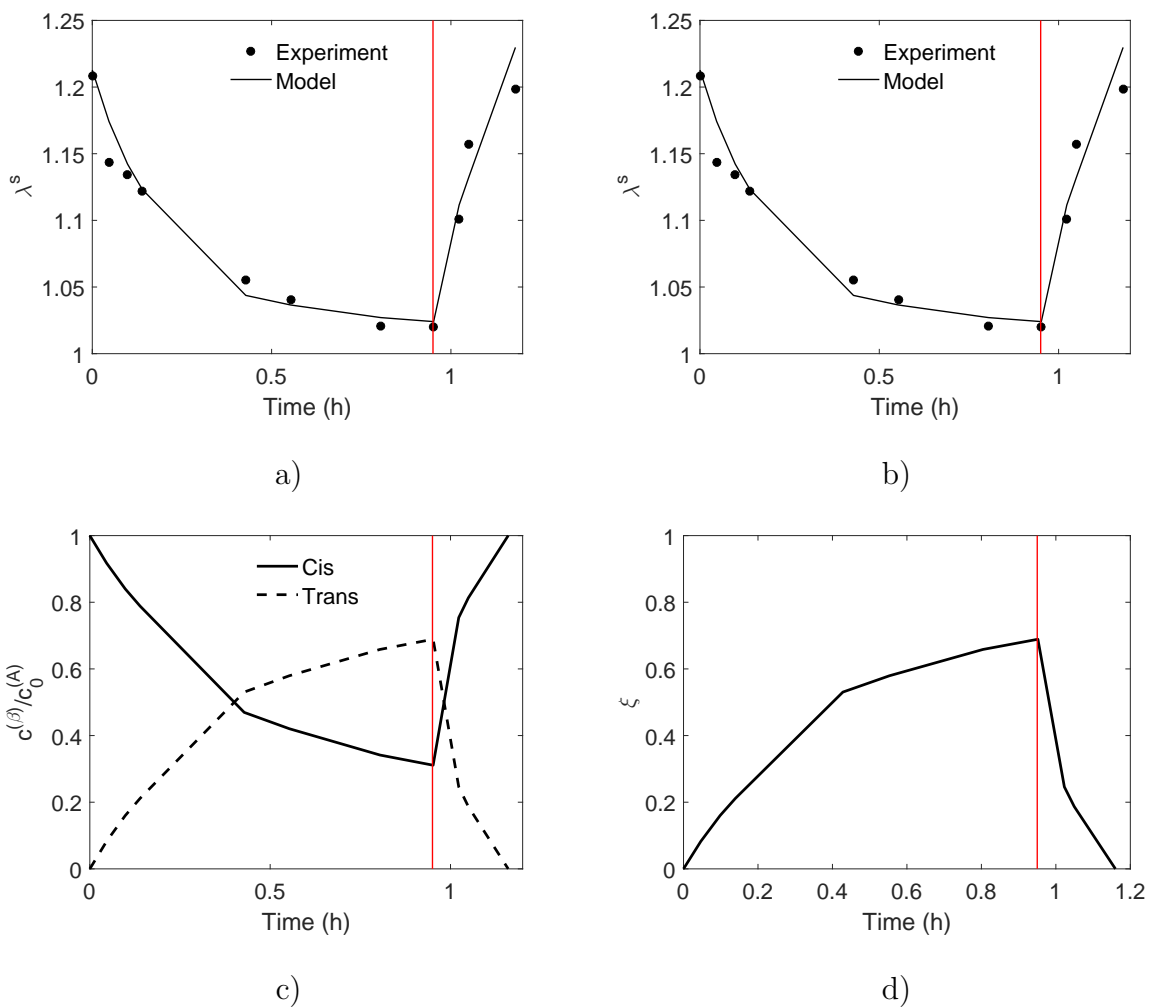 1.25
1.2
1.15
1.1
1.05
1
λˢ
Experiment
Model
0 0.5 1
Time (h)
a)
1.25
1.2
1.15
1.1
1.05
1
λˢ
Experiment
Model
0 0.5 1
Time (h)
b)
1
0.8
0.6
0.4
0.2
0
c^(β)/c_0^(A)
Cis
Trans
0 0.5 1
Time (h)
c)
1
0.8
0.6
0.4
0.2
0
ξ
0 0.2 0.4 0.6 0.8 1 1.2
Time (h)
d)